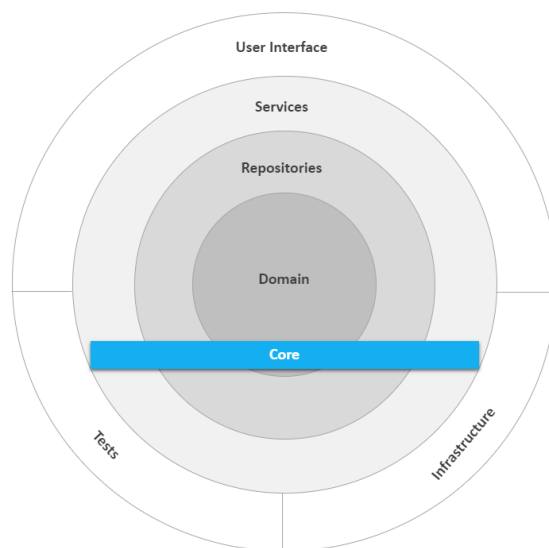 User Interface
Services
Repositories
Domain
Core
Tests
Infrastructure